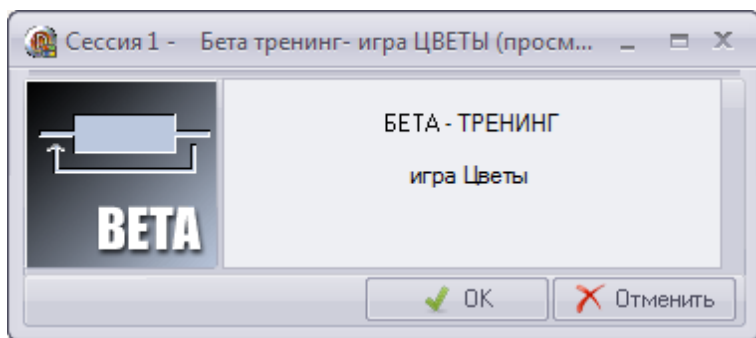 Сессия 1 - Бета тренинг- игра ЦВЕТЫ (просм...
БЕТА - ТРЕНИНГ
игра Цветы
BETA
OK
Отменить